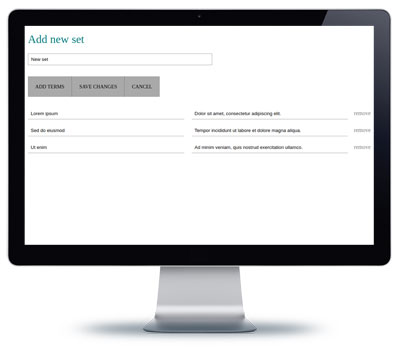 Add new set
New set
ADD TERMS SAVE CHANGES CANCEL
Lorem ipsum Dolor sit amet, consectetur adipiscing elit. remove
Sed do eiusmod Tempor incididunt ut labore et dolore magna aliqua. remove
Ut enim Ad minim veniam, quis nostrud exercitation ullamco. remove